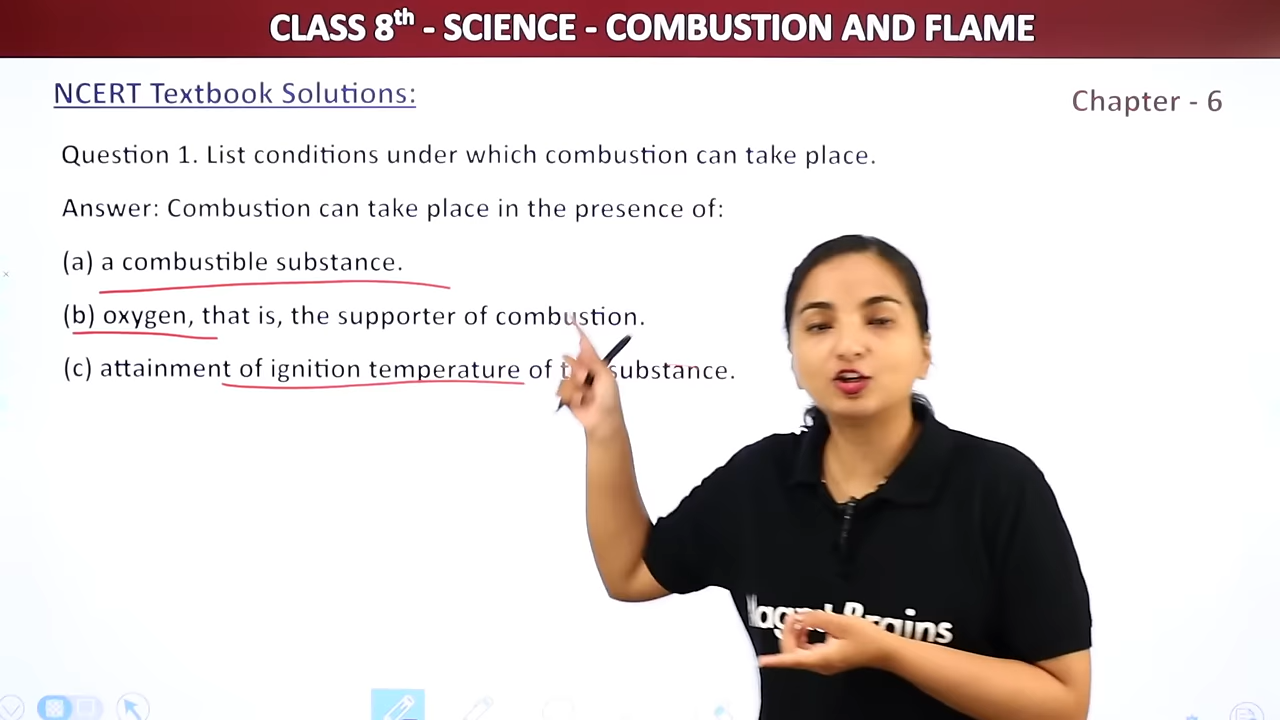 CLASS 8th - SCIENCE - COMBUSTION AND FLAME
NCERT Textbook Solutions:
Chapter - 6
Question 1. List conditions under which combustion can take place.
Answer: Combustion can take place in the presence of:
(a) a combustible substance.
(b) oxygen, that is, the supporter of combustion.
(c) attainment of ignition temperature of substance.
Brains